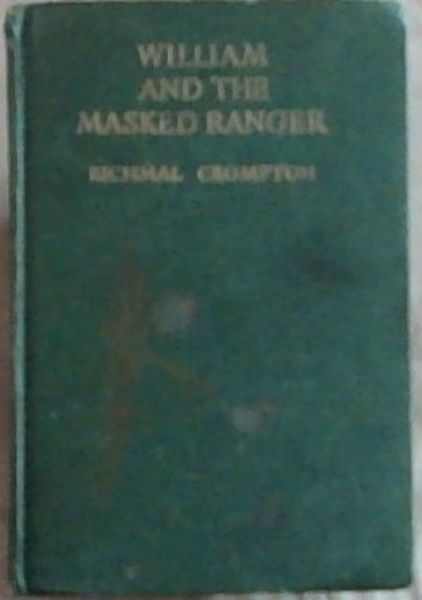 WILLIAM
AND THE
MASKED RANGER
RICHMAL CROMPTON